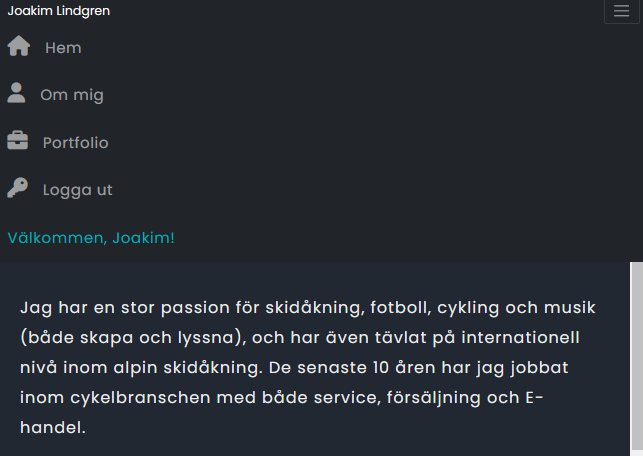 Joakim Lindgren
Hem
Om mig
Portfolio
Logga ut
Välkommen, Joakim!
Jag har en stor passion för skidåkning, fotboll, cykling och musik
(både skapa och lyssna), och har även tävlat på internationell
nivå inom alpin skidåkning. De senaste 10 åren har jag jobbat
inom cykelbranschen med både service, försäljning och E-
handel.